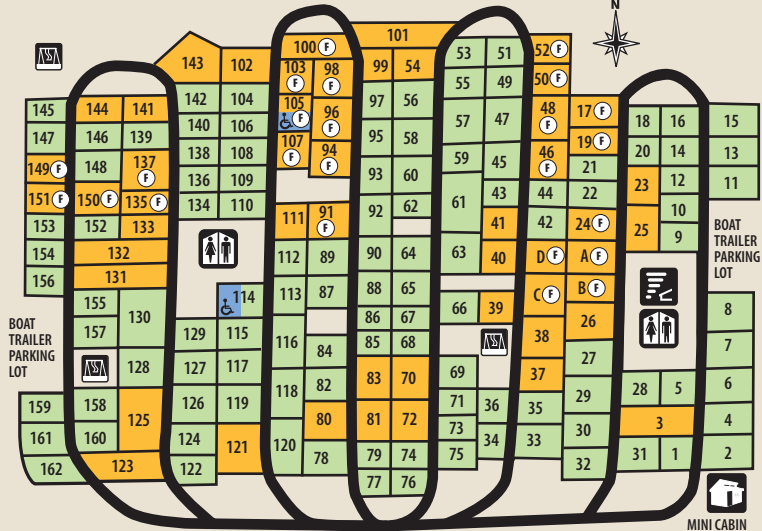 N
101
53 51 52 F
100 F
143 102
99 54
103 F 98 F
55 49 50 F
142 104
105 F
97 56
145 144 141
48 F 17 F
18 16 15
96 F
57 47
140 106
147 146 139
107 F
95 58
46 F 19 F
20 14 13
138 108
94 F
59 45
21
149 F 148 137 F
93 60
23 12 11
136 109
61 43 44 22
151 F 150 F 135 F
134 110
92 62
10
111 91 F
41 42 24 F
25 9
153 152 133
BOAT
TRAILER
PARKING
LOT
154 132
112 89
90 64
63 40 D F A F
156 131
113 87
88 65
C F B F
114
155 130
66 39
8
86 67
26
BOAT
TRAILER
PARKING
LOT
157
129 115
116
85 68
38
7
84
27
128
127 117
83 70
69 37
28 5 6
118 82
159 158 125
126 119
71 36 35 29
81 72
3 4
80
73
161 160
124 121
120
34 33 30
78
79 74
75
31 1 2
162 123
122
32
77 76
MINI CABIN